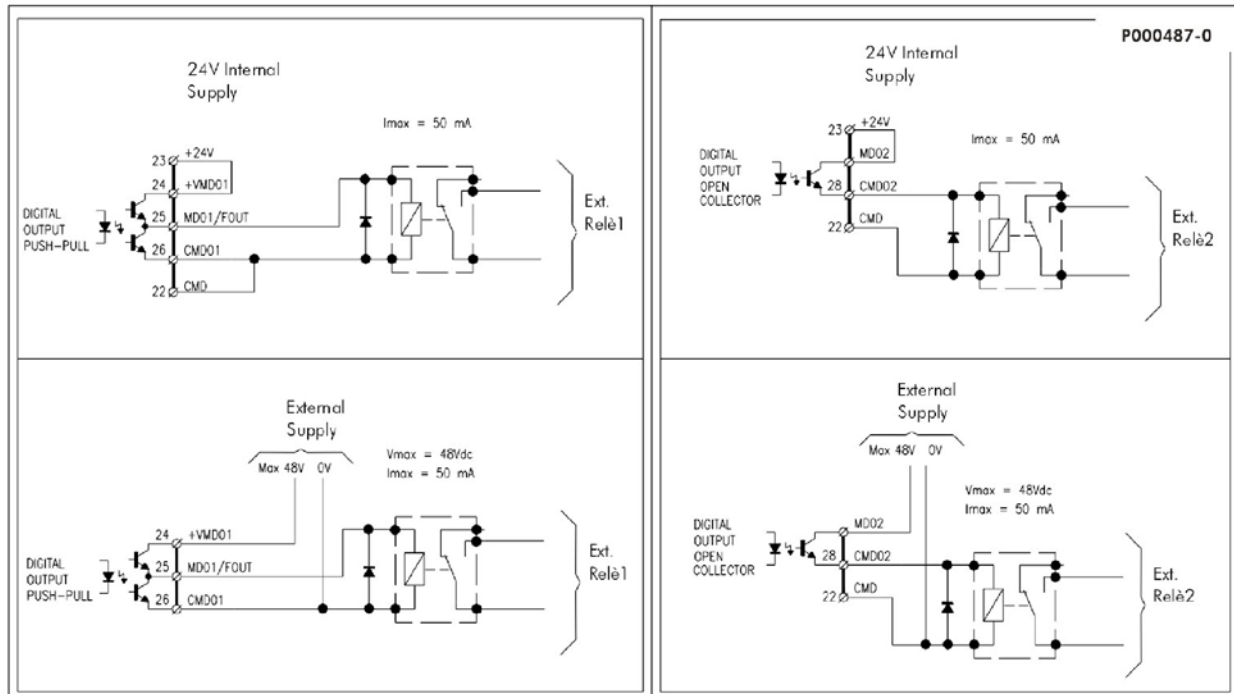 P000487-0
24V Internal
Supply
Imax = 50 mA
23 +24V
24 +VMDO1
25 MDO1/FOUT
26 CMDO1
22 CMD
DIGITAL
OUTPUT
PUSH-PULL
Ext.
Relè1
24V Internal
Supply
Imax = 50 mA
23 +24V
MDO2
28 CMDO2
22 CMD
DIGITAL
OUTPUT
OPEN
COLLECTOR
Ext.
Relè2
External
Supply
Max 48V 0V
Vmax = 48Vdc
Imax = 50 mA
24 +VMDO1
25 MDO1/FOUT
26 CMDO1
DIGITAL
OUTPUT
PUSH-PULL
Ext.
Relè1
External
Supply
Max 48V 0V
Vmax = 48Vdc
Imax = 50 mA
MDO2
28 CMDO2
22 CMD
DIGITAL
OUTPUT
OPEN
COLLECTOR
Ext.
Relè2